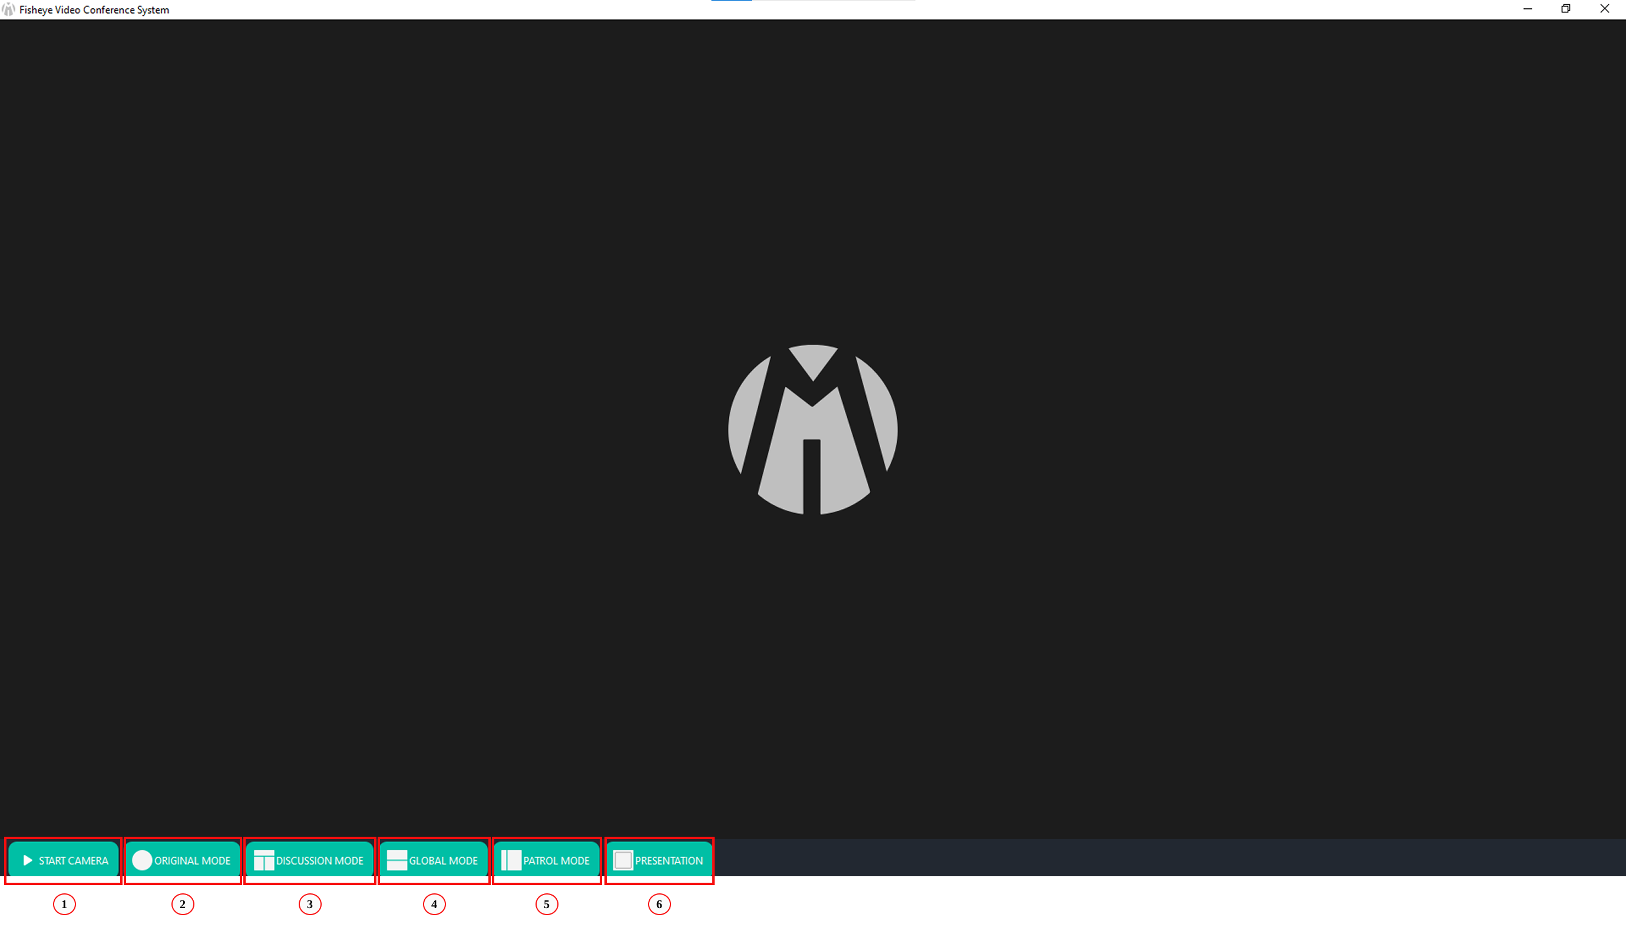 Fisheye Video Conference System
START CAMERA
ORIGINAL MODE
DISCUSSION MODE
GLOBAL MODE
PATROL MODE
PRESENTATION
1
2
3
4
5
6